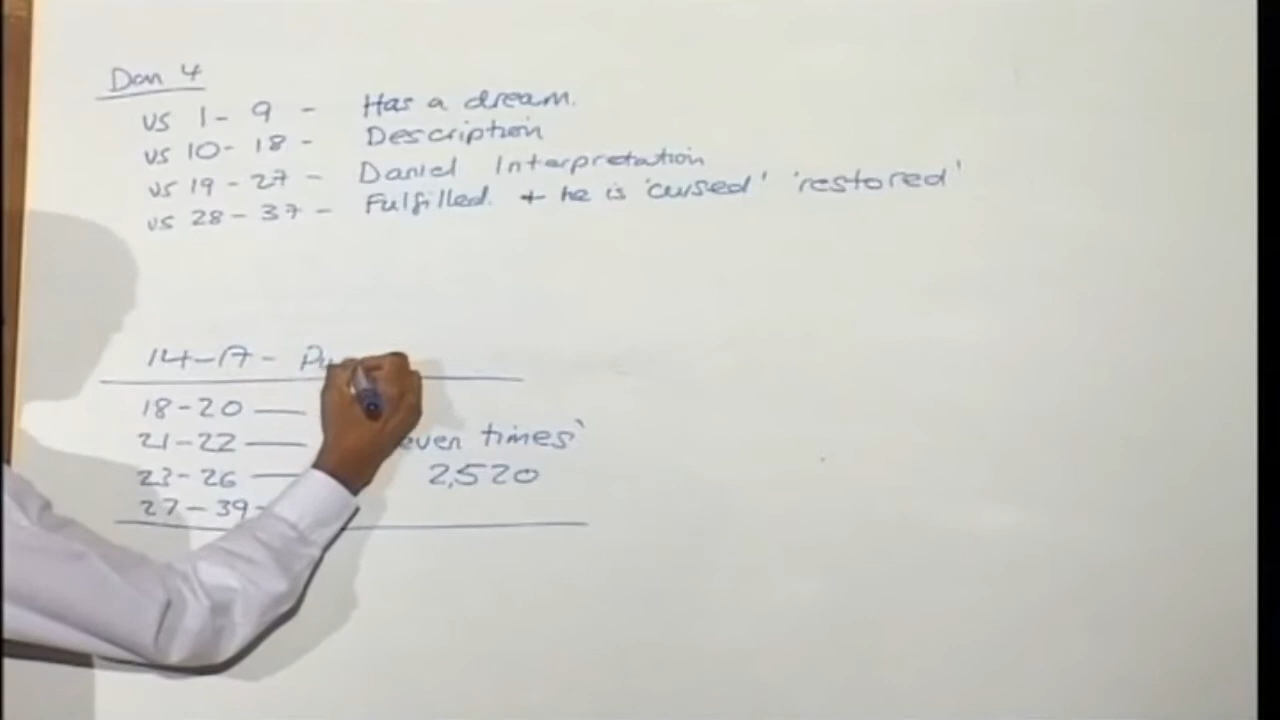 Dan 4
vs 1 - 9 - Has a dream.
vs 10 - 18 - Description
vs 19 - 27 - Daniel Interpretation
vs 28 - 37 - Fulfilled. + he is 'cursed' 'restored'
14 - 17 -
18 - 20 —
21 - 22 — times'
23 - 26 — 2,520
27 - 39 -